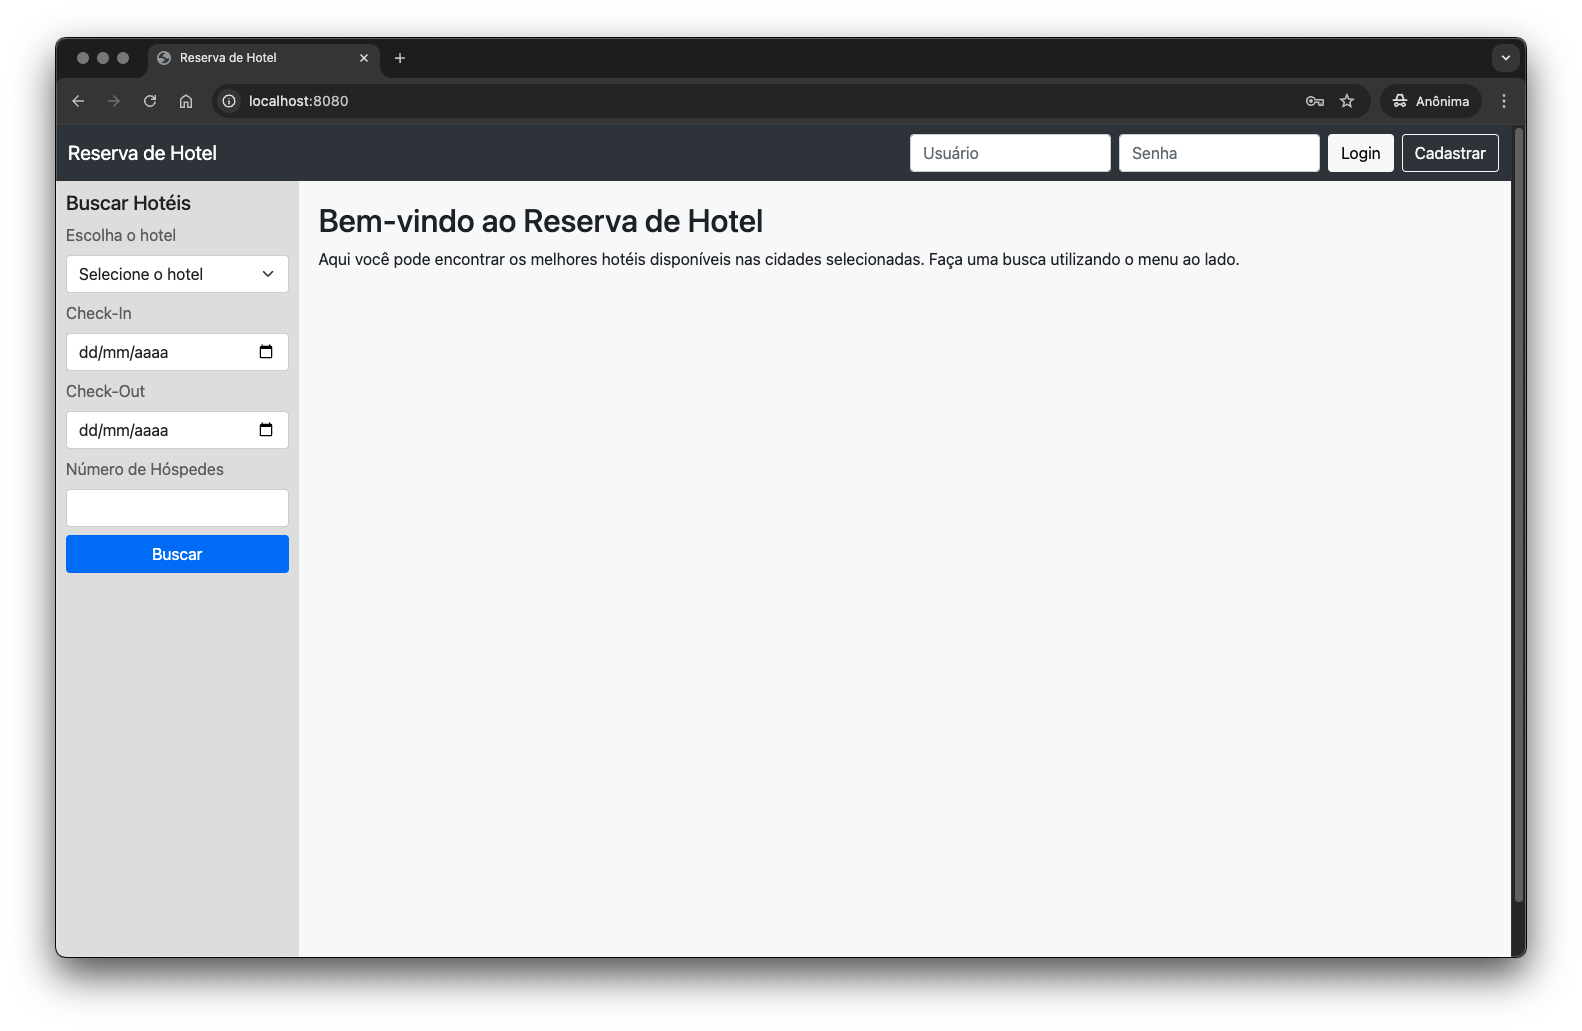 Reserva de Hotel
localhost:8080
Anônima
Reserva de Hotel
Usuário
Senha
Login
Cadastrar
Buscar Hotéis
Escolha o hotel
Selecione o hotel
Check-In
dd/mm/aaaa
Check-Out
dd/mm/aaaa
Número de Hóspedes
Buscar
Bem-vindo ao Reserva de Hotel
Aqui você pode encontrar os melhores hotéis disponíveis nas cidades selecionadas. Faça uma busca utilizando o menu ao lado.